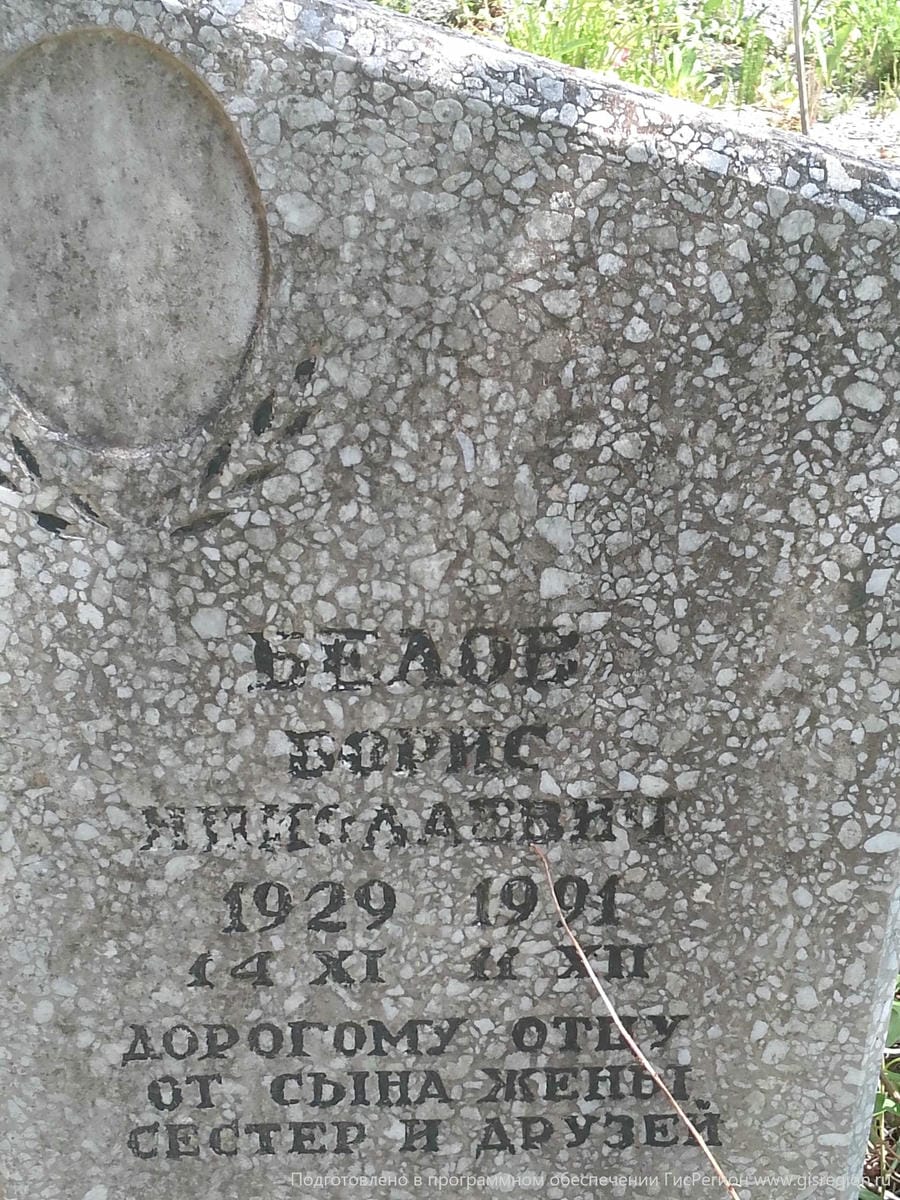 БЕЛОВ
БОРИС
НИКОЛАЕВИЧ
1929 1991
14 XI 11 XII
ДОРОГОМУ ОТЦУ
ОТ СЫНА ЖЕНЫ
СЕСТЕР И ДРУЗЕЙ
Подготовлено в программном обеспечении ГисРегион www.gisregion.ru